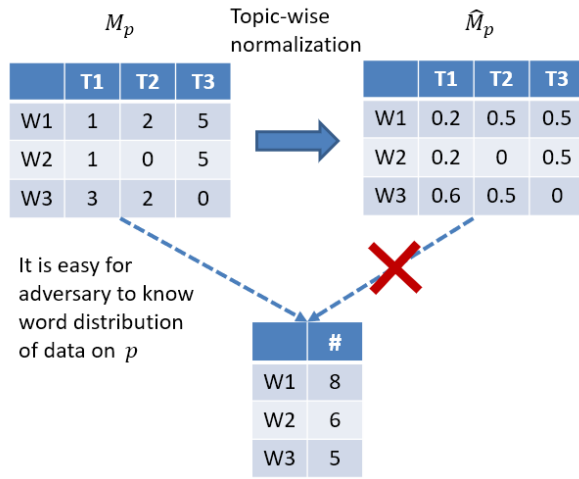 M_p
Topic-wise
normalization
M̂_p
T1 T2 T3
W1 1 2 5
W2 1 0 5
W3 3 2 0
T1 T2 T3
W1 0.2 0.5 0.5
W2 0.2 0 0.5
W3 0.6 0.5 0
It is easy for
adversary to know
word distribution
of data on p
#
W1 8
W2 6
W3 5